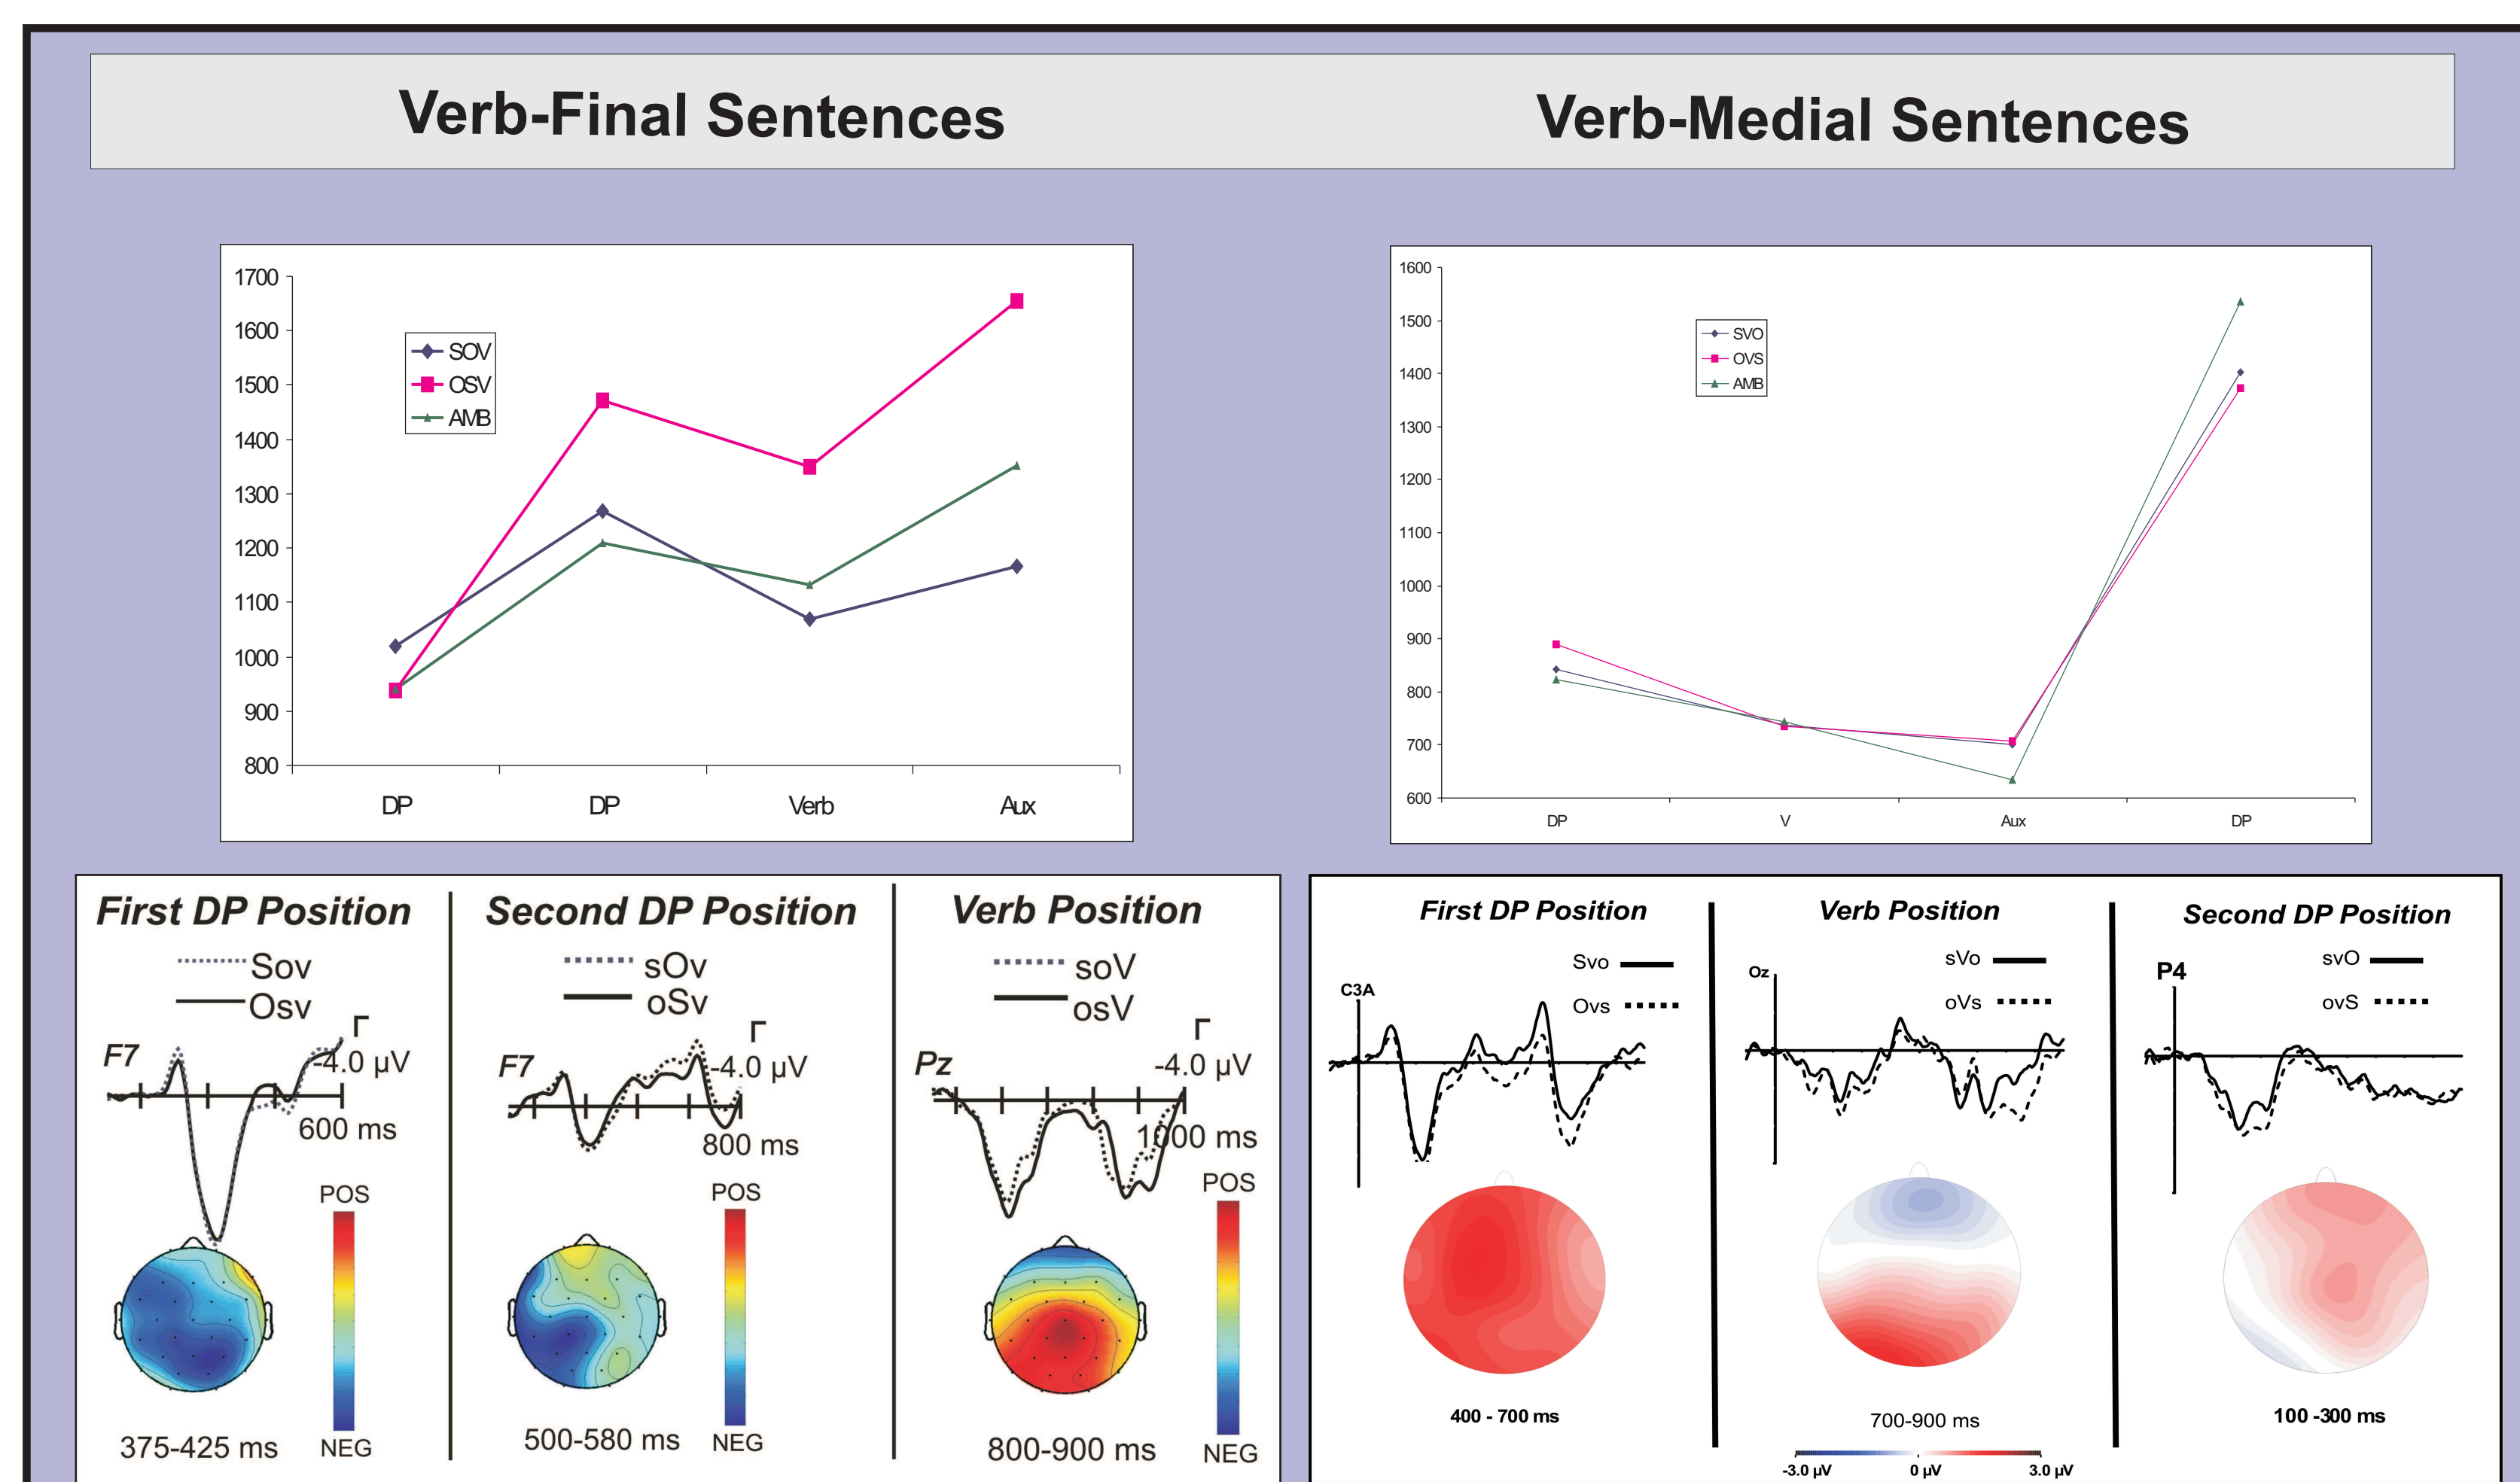 Verb-Final Sentences
Verb-Medial Sentences
1700
1600
1500
1400
1300
1200
1100
1000
900
800
SOV
OSV
AMB
DP DP Verb Aux
1600
1500
1400
1300
1200
1100
1000
900
800
700
600
SVO
OVS
AMB
DP V Aux DP
First DP Position
Sov
Osv
F7
-4.0 µV
600 ms
POS
NEG
375-425 ms
Second DP Position
sOv
oSv
F7
-4.0 µV
800 ms
POS
NEG
500-580 ms
Verb Position
soV
osV
Pz
-4.0 µV
1000 ms
POS
NEG
800-900 ms
First DP Position
Svo
Ovs
C3A
400 - 700 ms
Verb Position
sVo
oVs
Oz
700-900 ms
-3.0 µV 0 µV 3.0 µV
Second DP Position
svO
ovS
P4
100 -300 ms